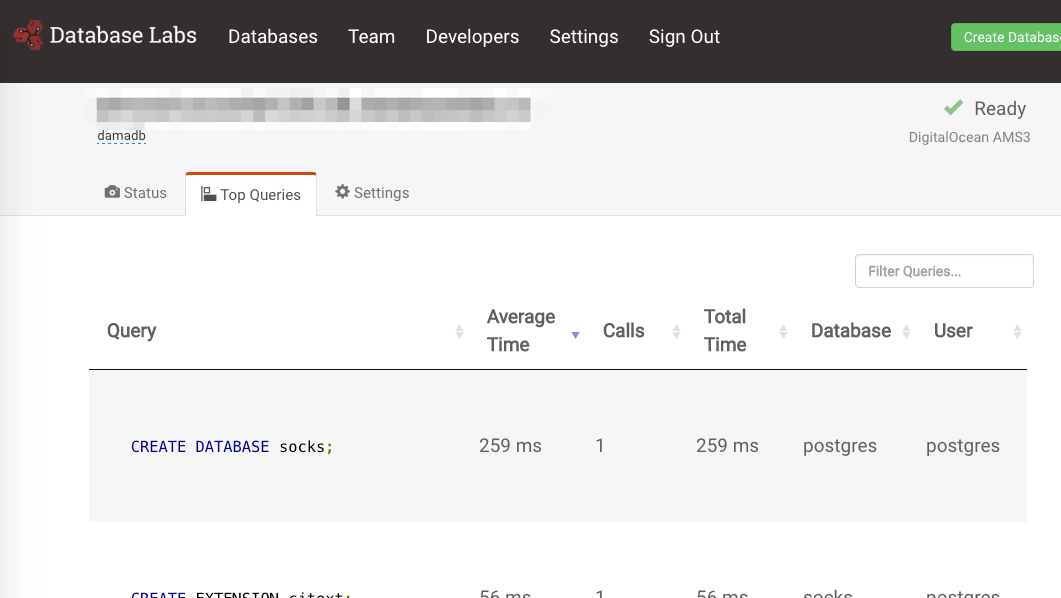 Database Labs Databases Team Developers Settings Sign Out Create Databas
damadb
Ready
DigitalOcean AMS3
Status Top Queries Settings
Filter Queries...
Query Average Time Calls Total Time Database User
CREATE DATABASE socks; 259 ms 1 259 ms postgres postgres
CREATE EXTENSION citext; 56 ms 1 56 ms socks postgres